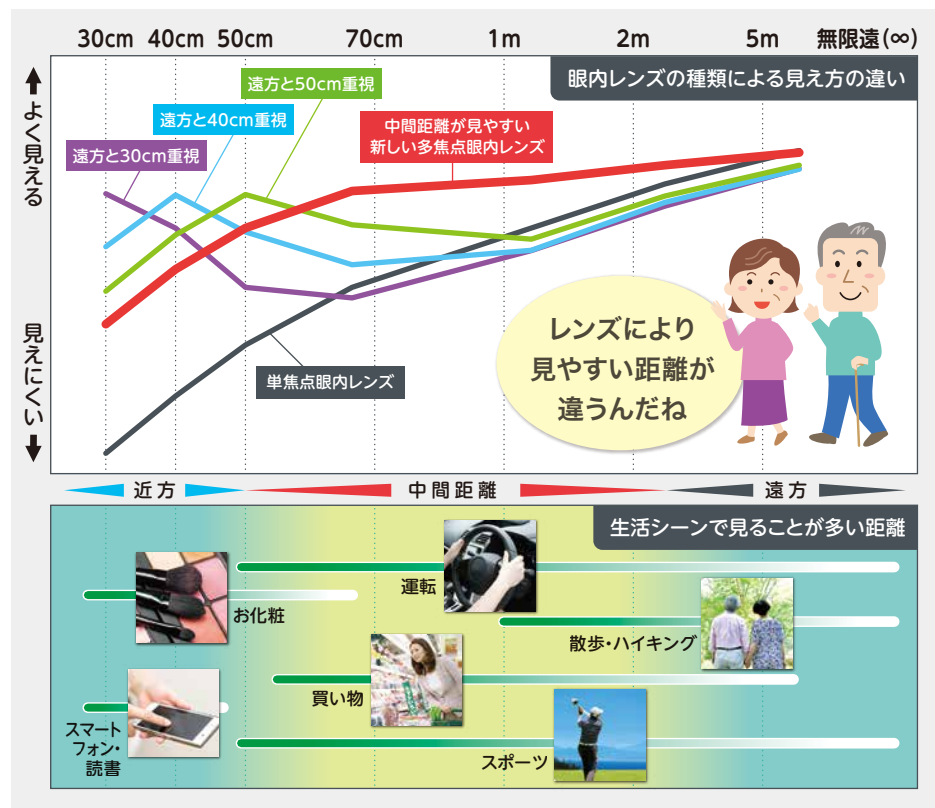 30cm 40cm 50cm 70cm 1m 2m 5m 無限遠(∞)
眼内レンズの種類による見え方の違い
よく見える
見えにくい
遠方と50cm重視
遠方と40cm重視
遠方と30cm重視
中間距離が見やすい
新しい多焦点眼内レンズ
単焦点眼内レンズ
レンズにより
見やすい距離が
違うんだね
近方 中間距離 遠方
生活シーンで見ることが多い距離
運転
お化粧
散歩・ハイキング
買い物
スマート
フォン・
読書
スポーツ